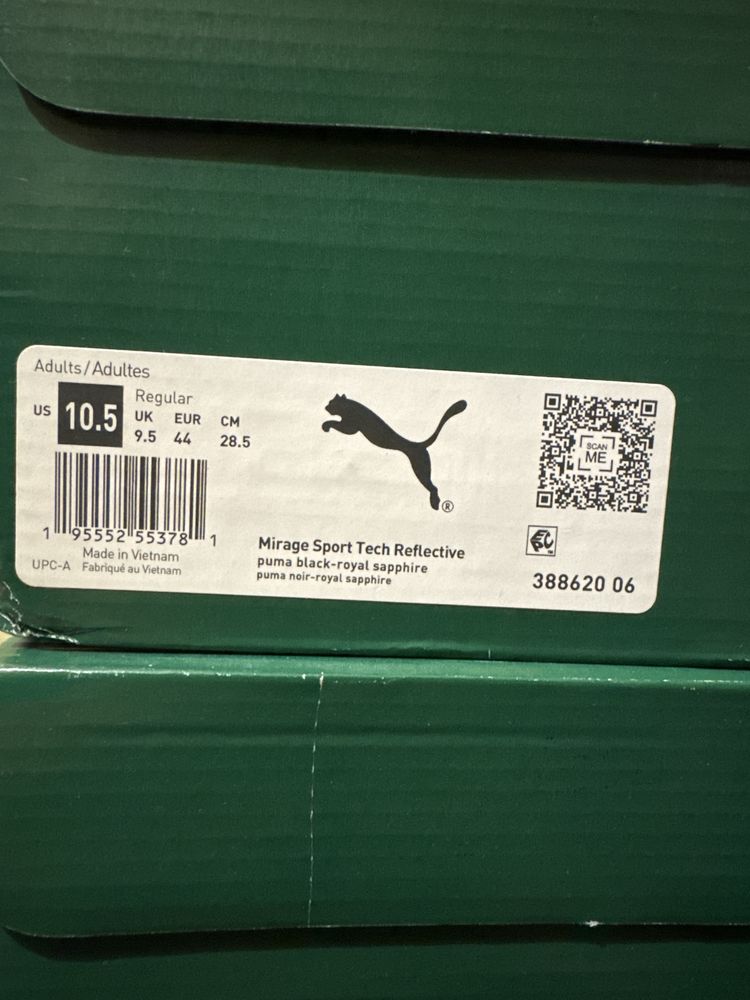 Adults/Adultes
US 10.5
Regular
UK EUR CM
9.5 44 28.5
1 95552 55378 1
UPC-A
Made in Vietnam
Fabriqué au Vietnam
®
Mirage Sport Tech Reflective
puma black-royal sapphire
puma noir-royal sapphire
SCAN
ME
388620 06